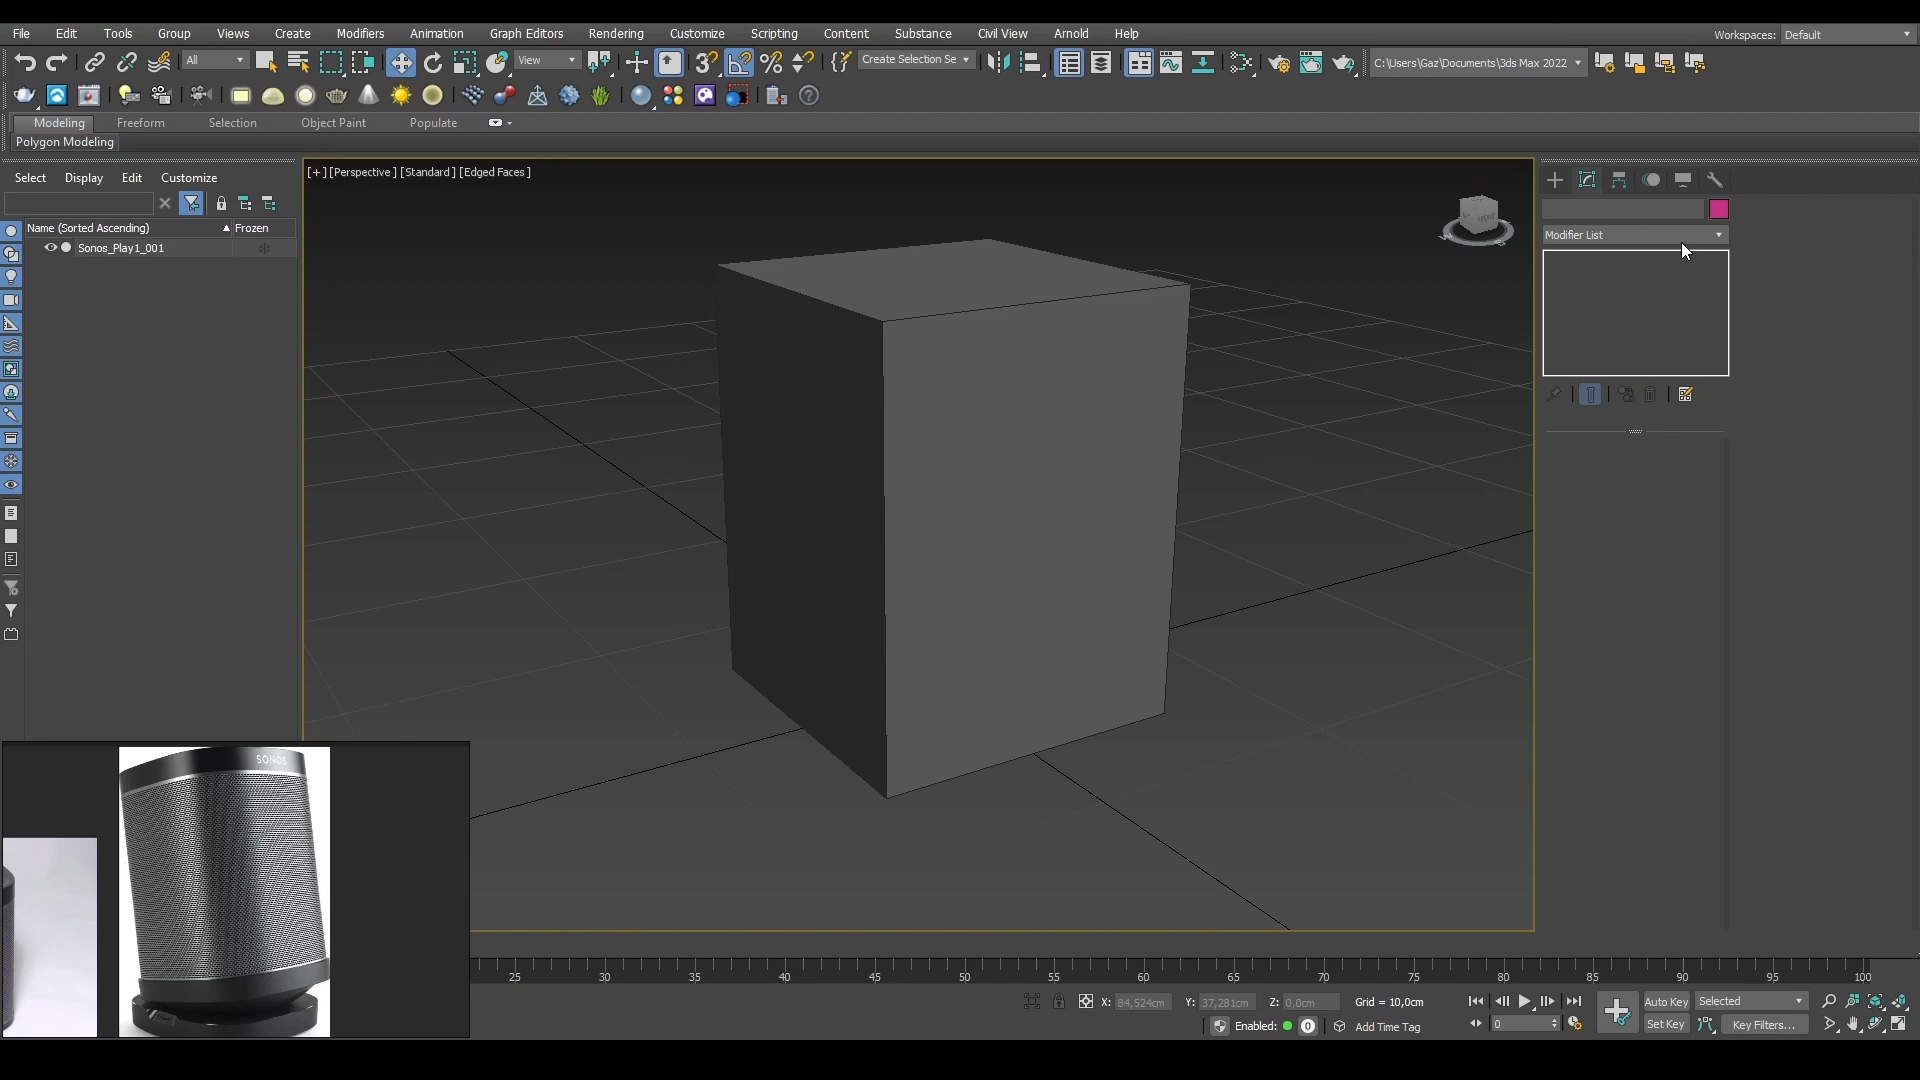 File Edit Tools Group Views Create Modifiers Animation Graph Editors Rendering Customize Scripting Content Substance Civil View Arnold Help Workspaces: Default
All View Create Selection Se C:\Users\Gaz\Documents\3ds Max 2022
Modeling Freeform Selection Object Paint Populate
Polygon Modeling
Select Display Edit Customize
[+] [Perspective] [Standard] [Edged Faces]
FRONT
Name (Sorted Ascending) Frozen
Modifier List
Sonos_Play1_001
SONOS
25 30 35 40 45 50 55 60 65 70 75 80 85 90 95 100
X: 84,524cm Y: 37,281cm Z: 0,0cm Grid = 10,0cm Auto Key Selected
Enabled: 0 Add Time Tag 0 Set Key Key Filters...